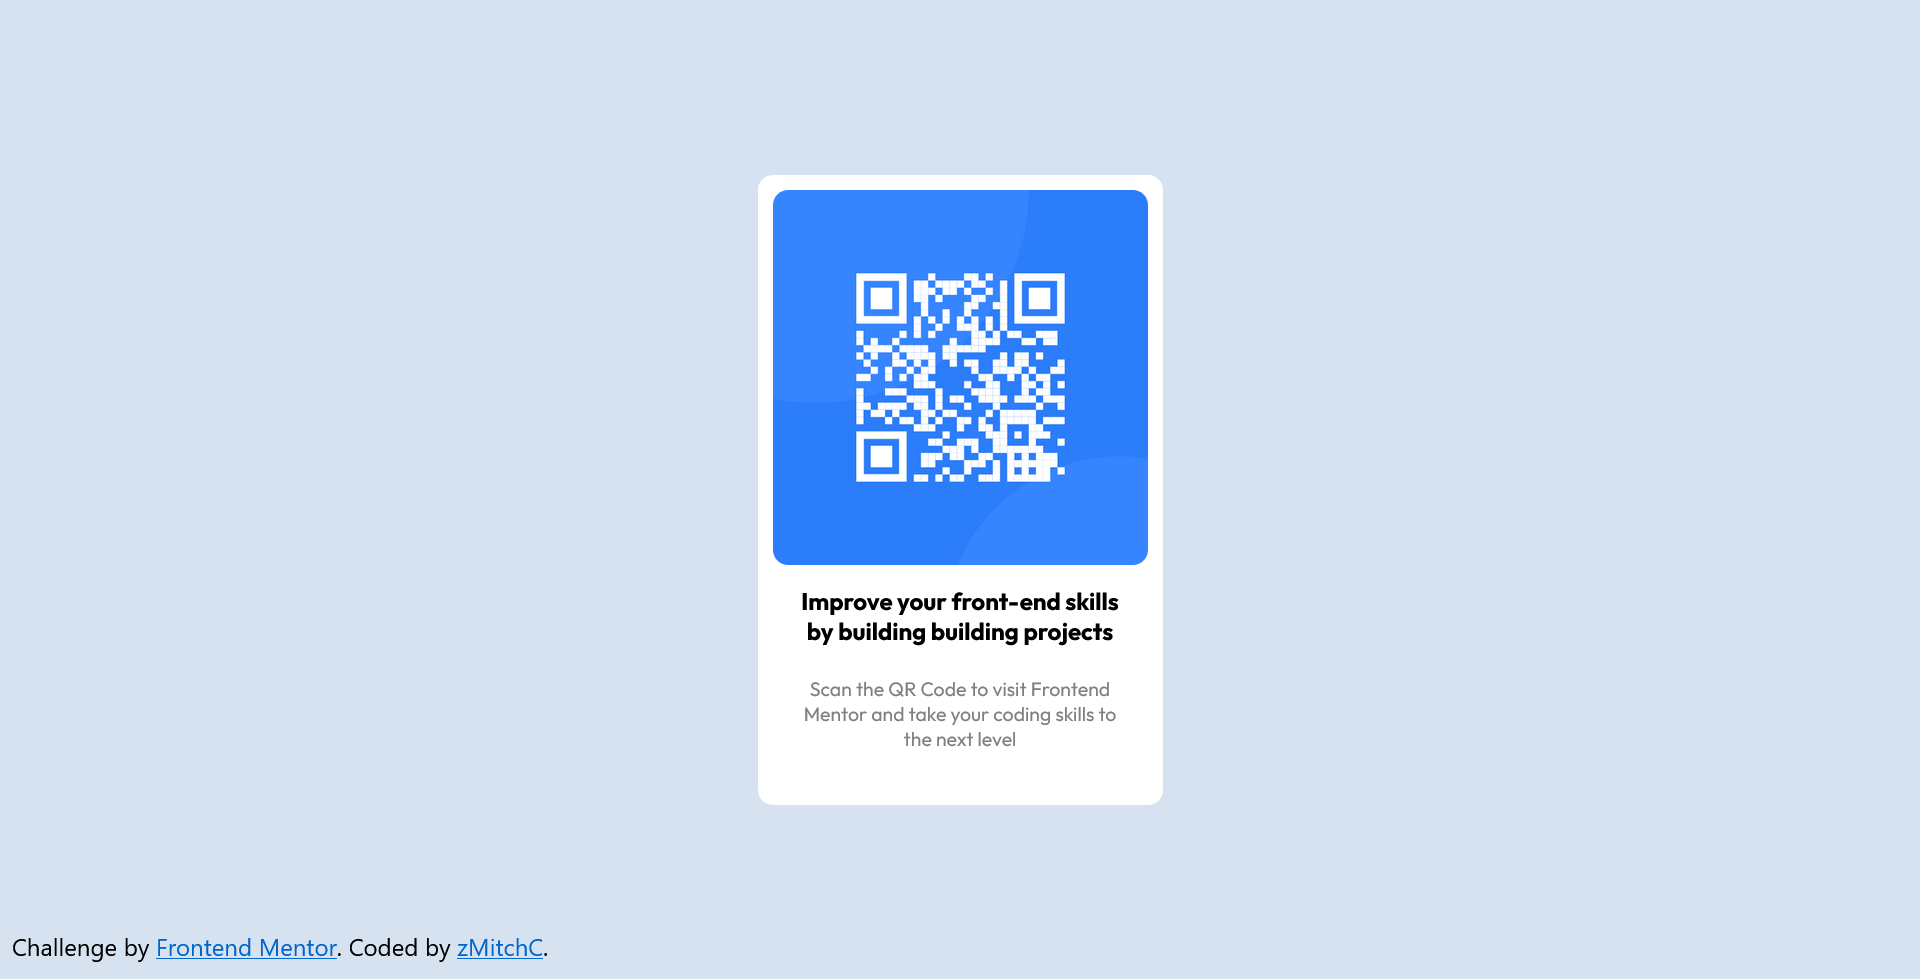 Improve your front-end skills
by building building projects
Scan the QR Code to visit Frontend
Mentor and take your coding skills to
the next level
Challenge by Frontend Mentor. Coded by zMitchC.